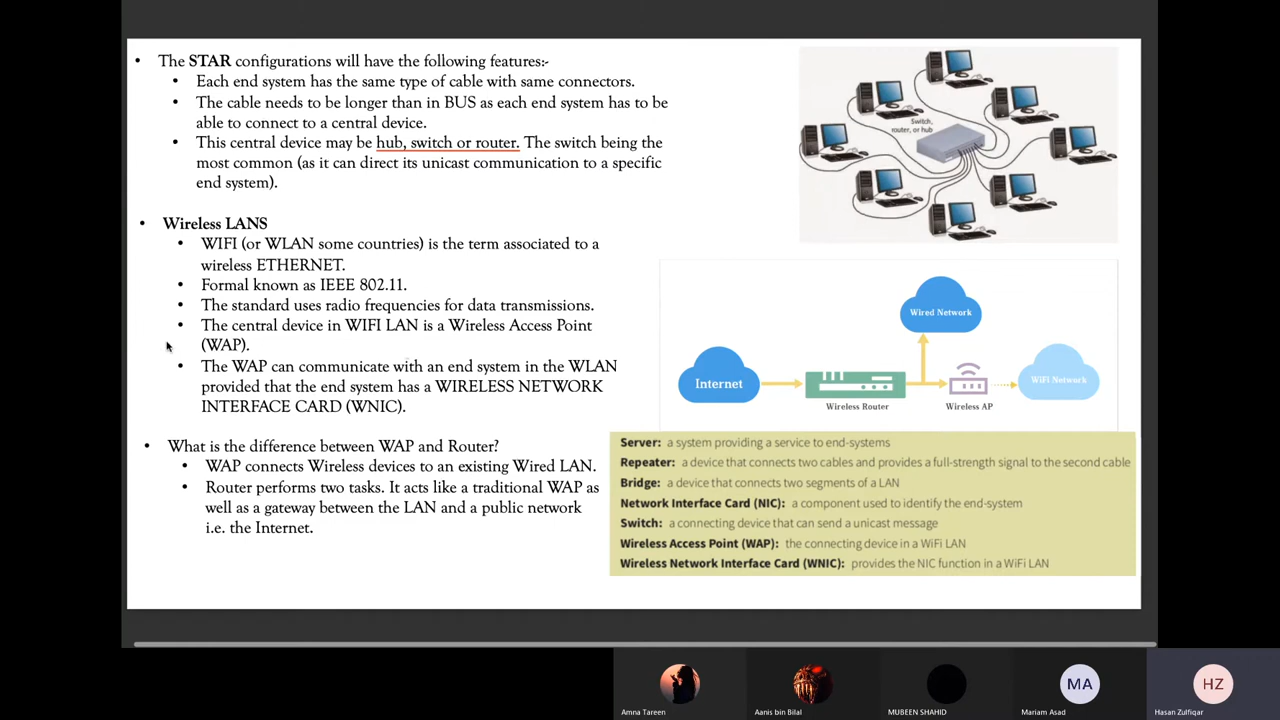 The STAR configurations will have the following features:-
Each end system has the same type of cable with same connectors.
The cable needs to be longer than in BUS as each end system has to be
able to connect to a central device.
This central device may be hub, switch or router. The switch being the
most common (as it can direct its unicast communication to a specific
end system).
Switch,
router, or hub
Wireless LANS
WIFI (or WLAN some countries) is the term associated to a
wireless ETHERNET.
Formal known as IEEE 802.11.
The standard uses radio frequencies for data transmissions.
The central device in WIFI LAN is a Wireless Access Point
(WAP).
The WAP can communicate with an end system in the WLAN
provided that the end system has a WIRELESS NETWORK
INTERFACE CARD (WNIC).
Wired Network
Internet
WiFi Network
Wireless Router
Wireless AP
What is the difference between WAP and Router?
WAP connects Wireless devices to an existing Wired LAN.
Router performs two tasks. It acts like a traditional WAP as
well as a gateway between the LAN and a public network
i.e. the Internet.
Server: a system providing a service to end-systems
Repeater: a device that connects two cables and provides a full-strength signal to the second cable
Bridge: a device that connects two segments of a LAN
Network Interface Card (NIC): a component used to identify the end-system
Switch: a connecting device that can send a unicast message
Wireless Access Point (WAP): the connecting device in a WiFi LAN
Wireless Network Interface Card (WNIC): provides the NIC function in a WiFi LAN
MA
HZ
Amna Tareen
Aanis bin Bilal
MUBEEN SHAHID
Mariam Asad
Hasan Zulfiqar